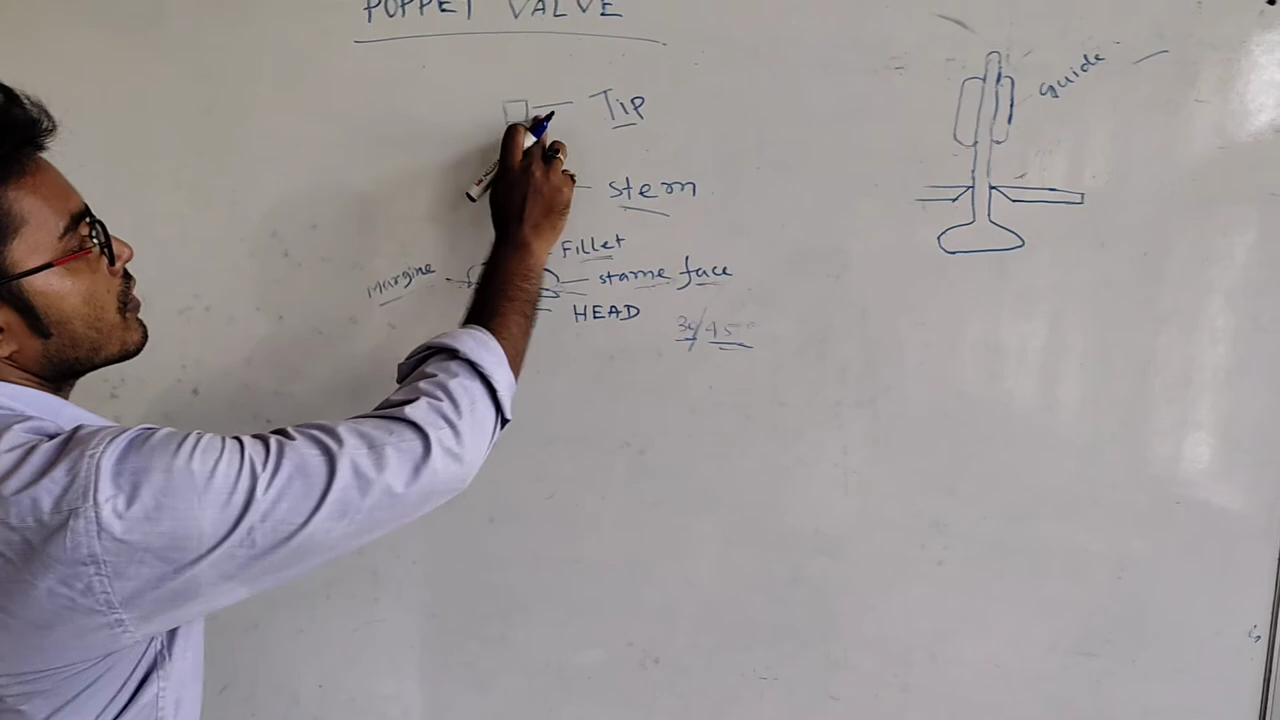 POPPET VALVE
Tip
guide
stem
Fillet
Margine
stame face
HEAD
30/45°